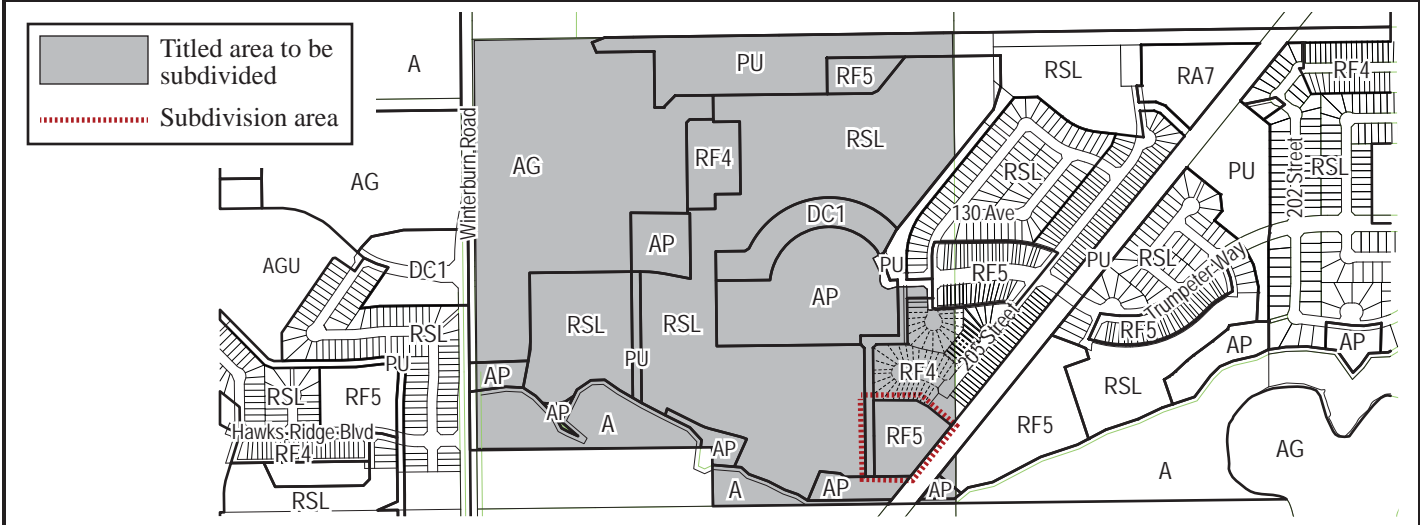 Titled area to be
subdivided
Subdivision area
A
PU
RF5
RSL
RA7
RF4
Winterburn Road
AG
AG
RF4
RSL
RSL
PU
202 Street
RSL
DC1
130 Ave
AP
AGU
DC1
PU
RF5
PU
RSL
Trumpeter Way
AP
RSL
RSL
RSL
PU
205 Street
RF5
AP
AP
PU
AP
RF4
RSL
RSL
RF5
AP
A
Hawks Ridge Blvd
RF4
AP
RF5
RF5
AG
A
RSL
A
AP
AP